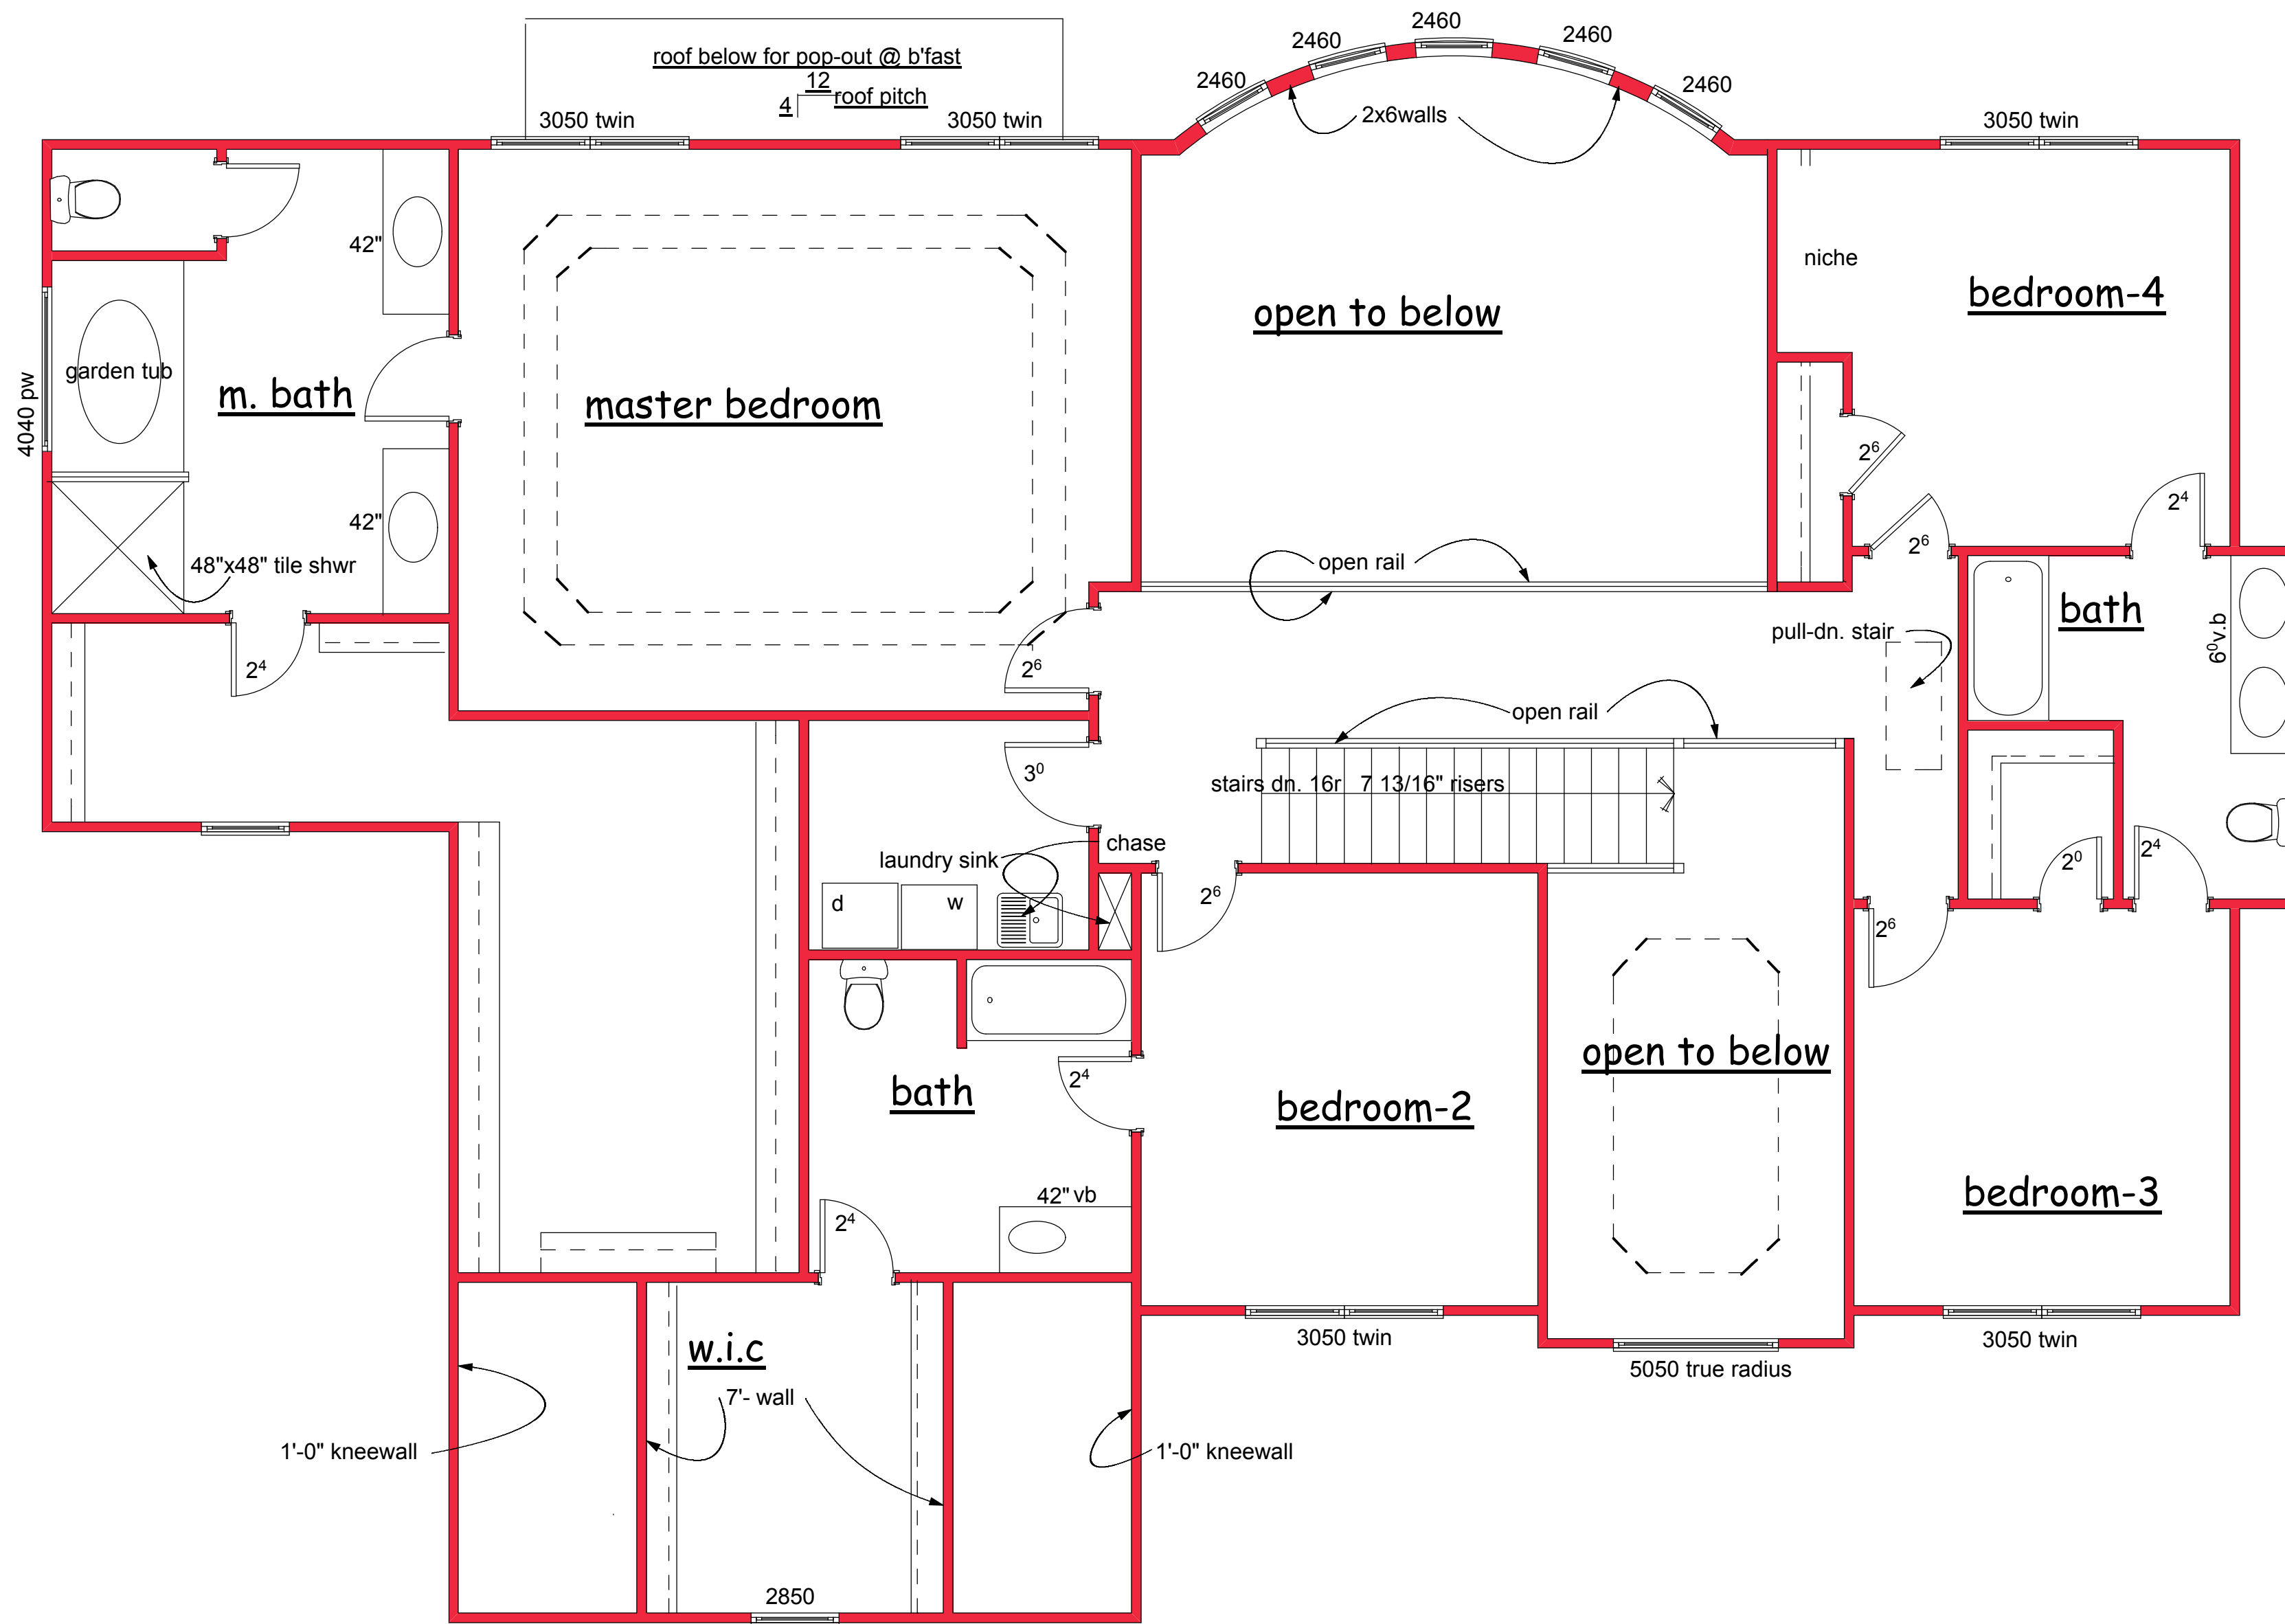 2460
2460
2460
2460
2460
roof below for pop-out @ b'fast
12
4
roof pitch
3050 twin
3050 twin
2x6walls
3050 twin
42"
niche
bedroom-4
open to below
garden tub
4040 pw
m. bath
master bedroom
2⁶
2⁴
42"
48"x48" tile shwr
open rail
2⁶
bath
6⁰v.b
pull-dn. stair
2⁴
2⁶
open rail
3⁰
stairs dn. 16r 7 13/16" risers
chase
laundry sink
2⁰
2⁴
d
w
2⁶
2⁶
open to below
2⁴
bath
bedroom-2
bedroom-3
42" vb
2⁴
w.i.c
3050 twin
3050 twin
5050 true radius
7'- wall
1'-0" kneewall
1'-0" kneewall
2850